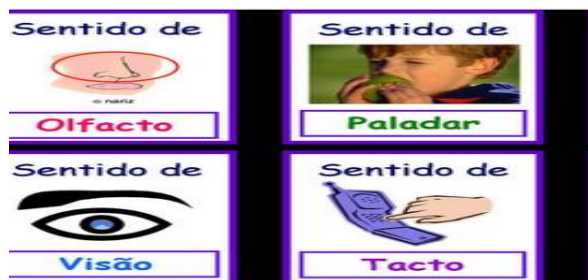 Sentido de
o nariz
Olfacto
Sentido de
Paladar
Sentido de
Visão
Sentido de
Tacto